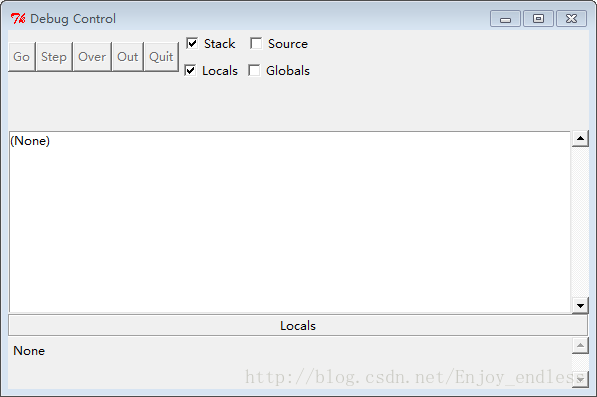 Debug Control
Stack Source
Go Step Over Out Quit
Locals Globals
(None)
Locals
None
http://blog.csdn.net/Enjoy_endless